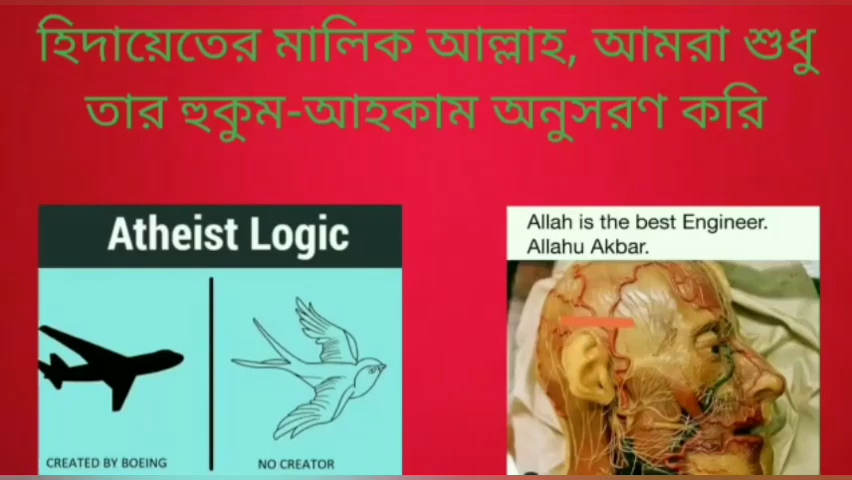 হিদায়েতের মালিক আল্লাহ, আমরা শুধু
তার হুকুম-আহকাম অনুসরণ করি
Atheist Logic
CREATED BY BOEING
NO CREATOR
Allah is the best Engineer.
Allahu Akbar.